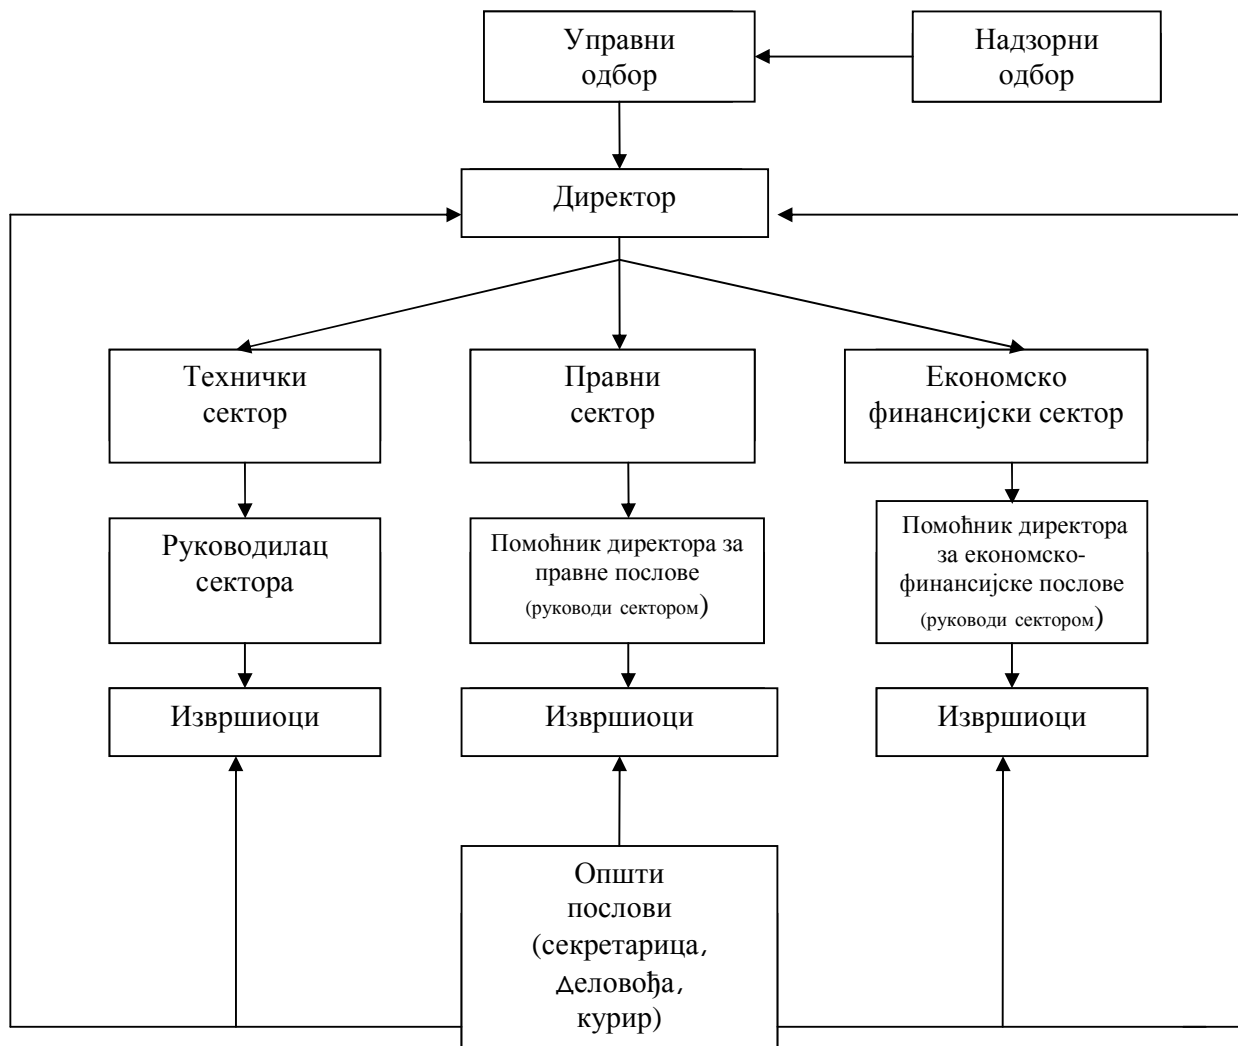 Управни
одбор
Надзорни
одбор
Директор
Технички
сектор
Правни
сектор
Економско
финансијски сектор
Руководилац
сектора
Помоћник директора за
правне послове
(руководи сектором)
Помоћник директора
за економско-
финансијске послове
(руководи сектором)
Извршиоци
Извршиоци
Извршиоци
Општи
послови
(секретарица,
деловођа,
курир)